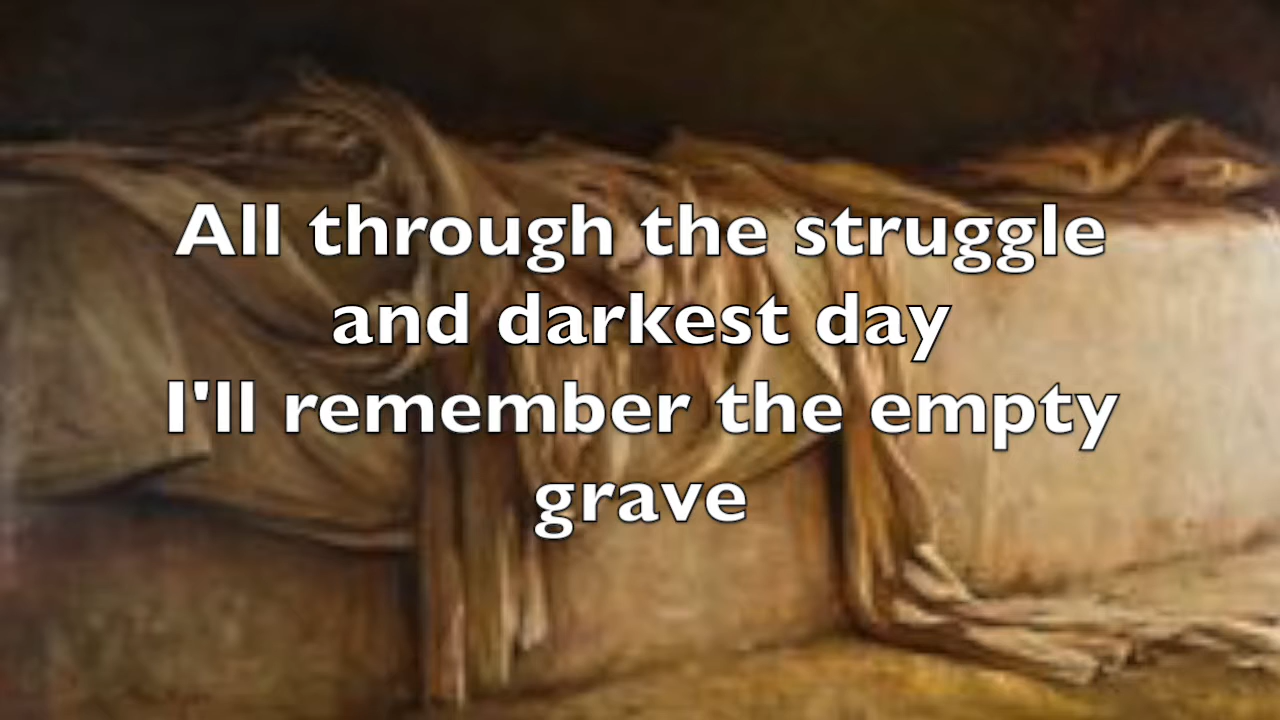 All through the struggle
and darkest day
I'll remember the empty
grave